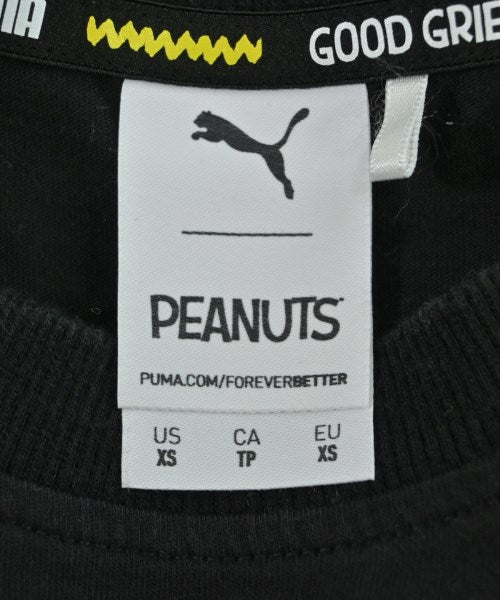 GOOD GRIE
PEANUTS
PUMA.COM/FOREVERBETTER
US CA EU
XS TP XS